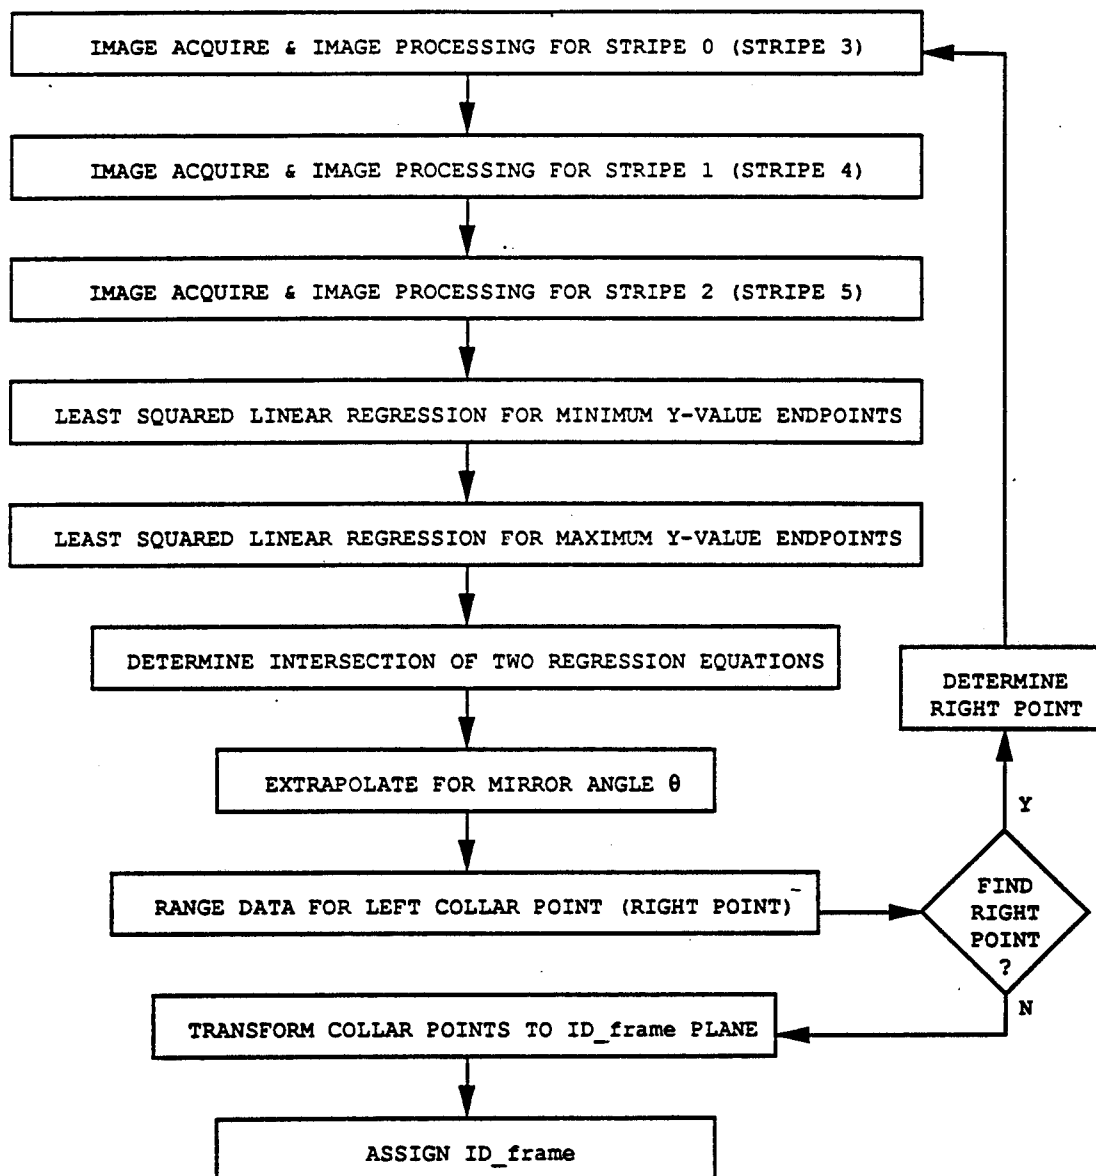 IMAGE ACQUIRE & IMAGE PROCESSING FOR STRIPE 0 (STRIPE 3)
IMAGE ACQUIRE & IMAGE PROCESSING FOR STRIPE 1 (STRIPE 4)
IMAGE ACQUIRE & IMAGE PROCESSING FOR STRIPE 2 (STRIPE 5)
LEAST SQUARED LINEAR REGRESSION FOR MINIMUM Y-VALUE ENDPOINTS
LEAST SQUARED LINEAR REGRESSION FOR MAXIMUM Y-VALUE ENDPOINTS
DETERMINE INTERSECTION OF TWO REGRESSION EQUATIONS
EXTRAPOLATE FOR MIRROR ANGLE θ
RANGE DATA FOR LEFT COLLAR POINT (RIGHT POINT)
FIND
RIGHT
POINT
?
Y
DETERMINE
RIGHT POINT
N
TRANSFORM COLLAR POINTS TO ID_frame PLANE
ASSIGN ID_frame